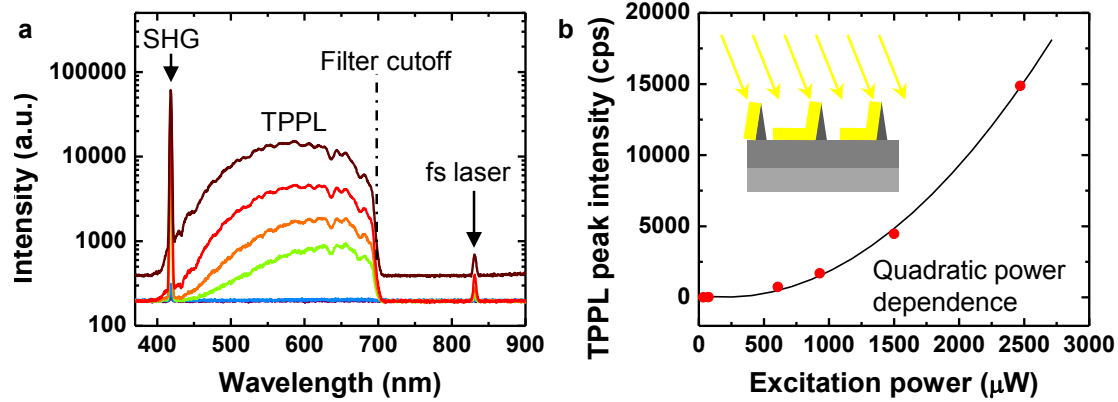 a
SHG
Filter cutoff
TPPL
fs laser
100000
10000
1000
100
Intensity (a.u.)
400 500 600 700 800 900
Wavelength (nm)
b
20000
15000
10000
5000
0
TPPL peak intensity (cps)
Quadratic power
dependence
0 500 1000 1500 2000 2500 3000
Excitation power (μW)